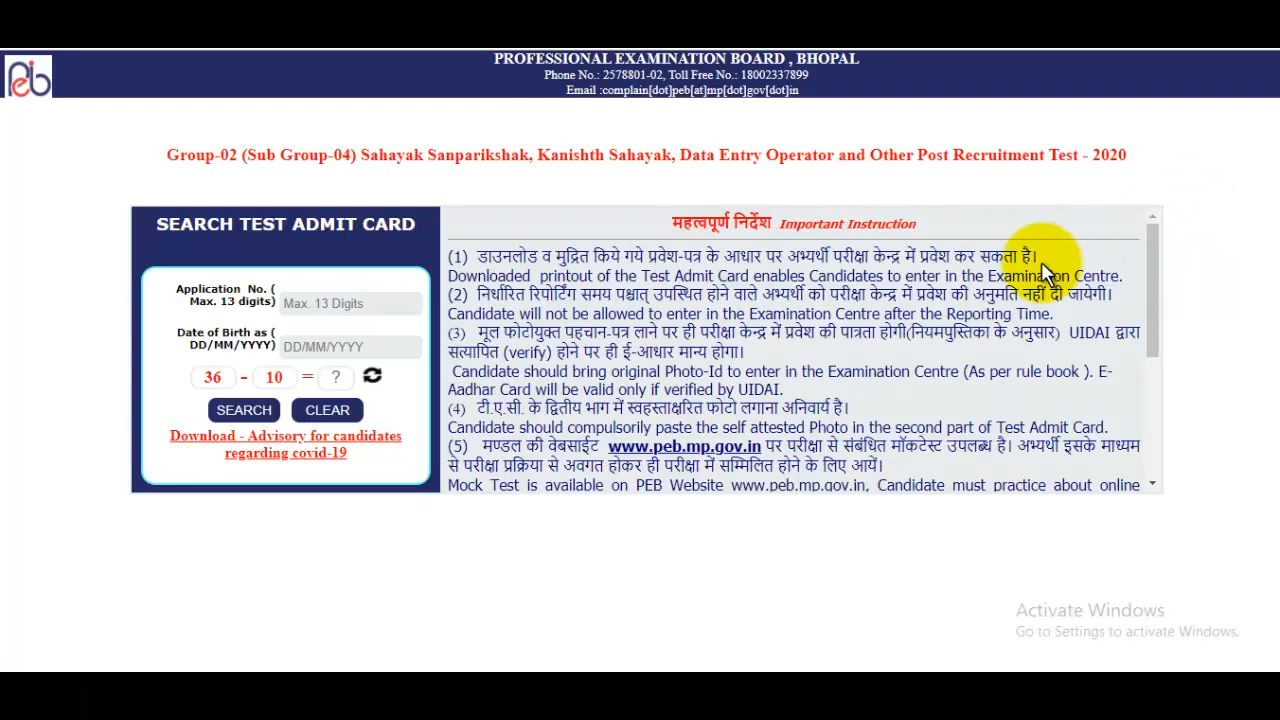 Peb
PROFESSIONAL EXAMINATION BOARD , BHOPAL
Phone No.: 2578801-02, Toll Free No.: 18002337899
Email :complain[dot]peb[at]mp[dot]gov[dot]in
Group-02 (Sub Group-04) Sahayak Sanparikshak, Kanishth Sahayak, Data Entry Operator and Other Post Recruitment Test - 2020
SEARCH TEST ADMIT CARD
Application No. (
Max. 13 digits)
Max. 13 Digits
Date of Birth as (
DD/MM/YYYY)
DD/MM/YYYY
36 - 10 = ?
SEARCH CLEAR
Download - Advisory for candidates
regarding covid-19
महत्वपूर्ण निर्देश Important Instruction
(1) डाउनलोड व मुद्रित किये गये प्रवेश-पत्र के आधार पर अभ्यर्थी परीक्षा केन्द्र में प्रवेश कर सकता है।
Downloaded printout of the Test Admit Card enables Candidates to enter in the Examination Centre.
(2) निर्धारित रिपोर्टिंग समय पश्चात् उपस्थित होने वाले अभ्यर्थी को परीक्षा केन्द्र में प्रवेश की अनुमति नहीं दी जायेगी।
Candidate will not be allowed to enter in the Examination Centre after the Reporting Time.
(3) मूल फोटोयुक्त पहचान-पत्र लाने पर ही परीक्षा केन्द्र में प्रवेश की पात्रता होगी(नियमपुस्तिका के अनुसार) UIDAI द्वारा
सत्यापित (verify) होने पर ही ई-आधार मान्य होगा।
Candidate should bring original Photo-Id to enter in the Examination Centre (As per rule book ). E-
Aadhar Card will be valid only if verified by UIDAI.
(4) टी.ए.सी. के द्वितीय भाग में स्वहस्ताक्षरित फोटो लगाना अनिवार्य है।
Candidate should compulsorily paste the self attested Photo in the second part of Test Admit Card.
(5) मण्डल की वेबसाईट www.peb.mp.gov.in पर परीक्षा से संबंधित मॉकटेस्ट उपलब्ध है। अभ्यर्थी इसके माध्यम
से परीक्षा प्रक्रिया से अवगत होकर ही परीक्षा में सम्मिलित होने के लिए आयें।
Mock Test is available on PEB Website www.peb.mp.gov.in, Candidate must practice about online
Activate Windows
Go to Settings to activate Windows.